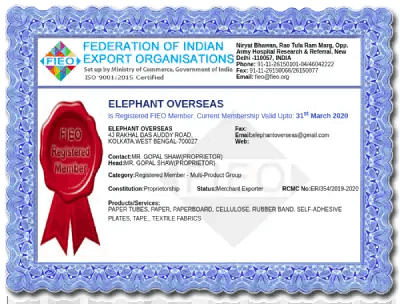 FIEO
FEDERATION OF INDIAN
EXPORT ORGANISATIONS
Set up by Ministry of Commerce, Government of India
ISO 9001:2015 Certified
Niryat Bhawan, Rao Tula Ram Marg, Opp.
Army Hospital Research & Referral, New
Delhi -110057, INDIA
Phone: 91-11-26150101-04/46042222
Fax: 91-11-26150066/26150077
Email: fieo@fieo.org
ELEPHANT OVERSEAS
is Registered FIEO Member. Current Membership Valid Upto: 31st March 2020
ELEPHANT OVERSEAS
4J RAKHAL DAS AUDDY ROAD,
KOLKATA,WEST BENGAL-700027
Fax:
Email:elephantoverseas@gmail.com
Web:
FIEO
Registered
Member
Contact:MR. GOPAL SHAW(PROPRIETOR)
Head:MR. GOPAL SHAW(PROPRIETOR)
Category:Registered Member - Multi-Product Group
Constitution:Proprietorship Status:Merchant Exporter RCMC No:ER/354/2019-2020
Products/Services:
PAPER TUBES, PAPER, PAPERBOARD, CELLULOSE, RUBBER BAND, SELF-ADHESIVE
PLATES, TAPE,, TEXTILE FABRICS